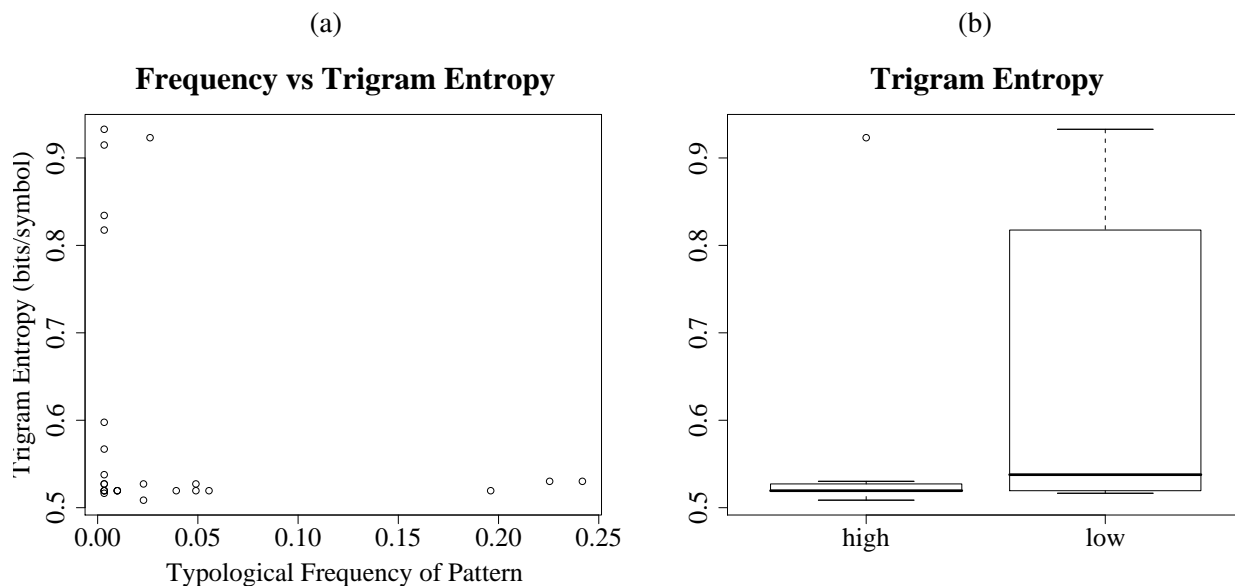 (a)
Frequency vs Trigram Entropy
Trigram Entropy (bits/symbol)
0.9
0.8
0.7
0.6
0.5
0.00 0.05 0.10 0.15 0.20 0.25
Typological Frequency of Pattern
(b)
Trigram Entropy
0.9
0.8
0.7
0.6
0.5
high low